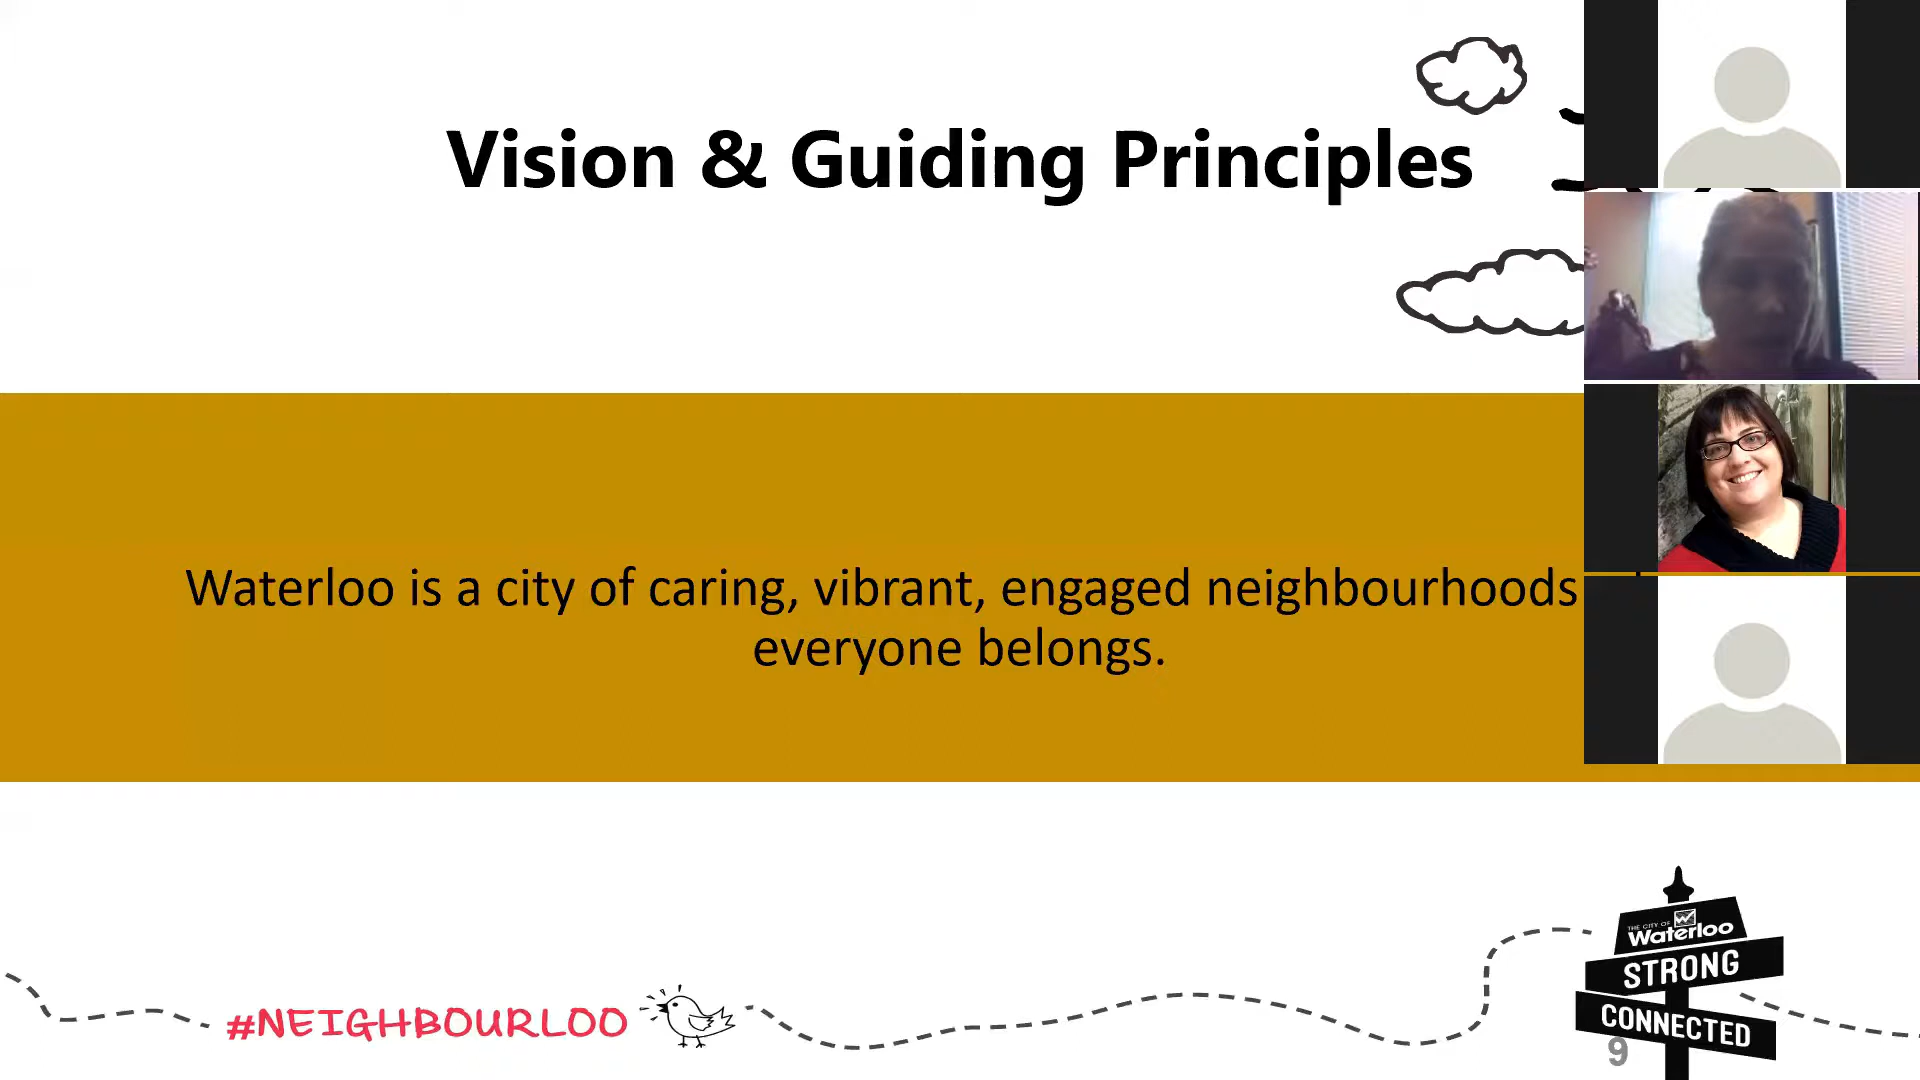 Vision & Guiding Principles
Waterloo is a city of caring, vibrant, engaged neighbourhoods
everyone belongs.
THE CITY OF
Waterloo
STRONG
#NEIGHBOURLOO
CONNECTED
9